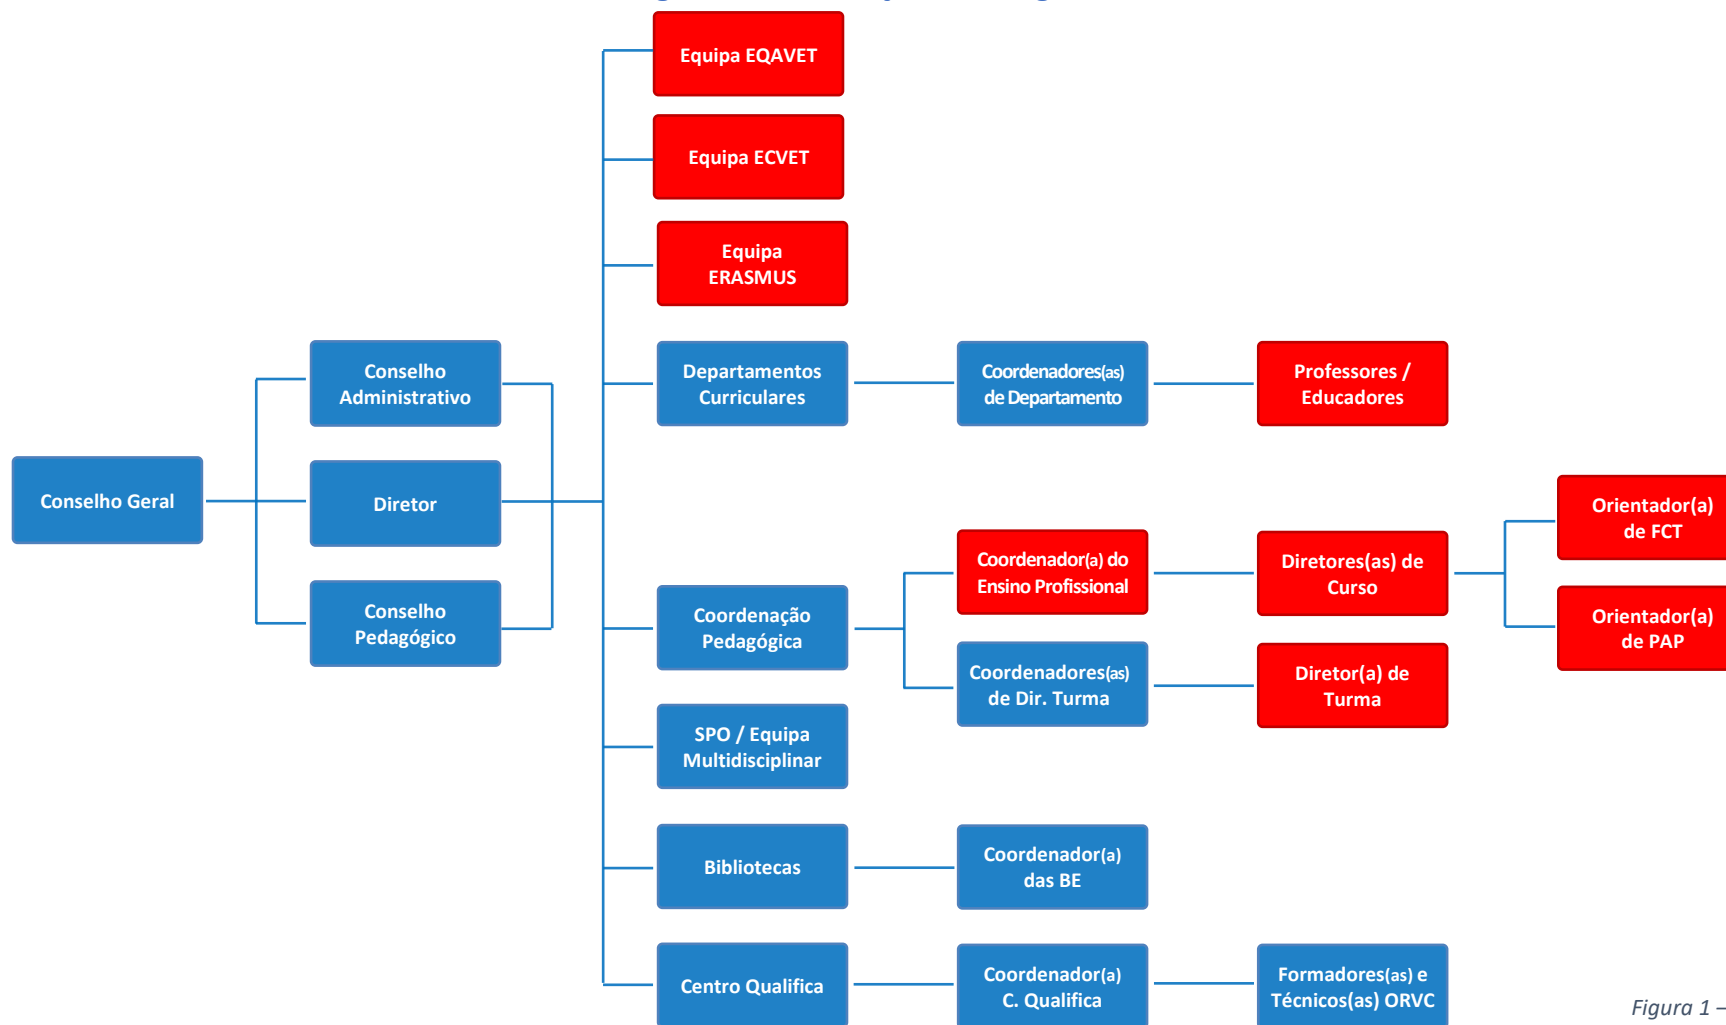 Equipa EQAVET
Equipa ECVET
Equipa
ERASMUS
Conselho
Administrativo
Departamentos
Curriculares
Coordenadores(as)
de Departamento
Professores /
Educadores
Conselho Geral
Diretor
Orientador(a)
de FCT
Conselho
Pedagógico
Coordenação
Pedagógica
Coordenador(a) do
Ensino Profissional
Diretores(as) de
Curso
Orientador(a)
de PAP
Coordenadores(as)
de Dir. Turma
Diretor(a) de
Turma
SPO / Equipa
Multidisciplinar
Bibliotecas
Coordenador(a)
das BE
Centro Qualifica
Coordenador(a)
C. Qualifica
Formadores(as) e
Técnicos(as) ORVC
Figura 1 –